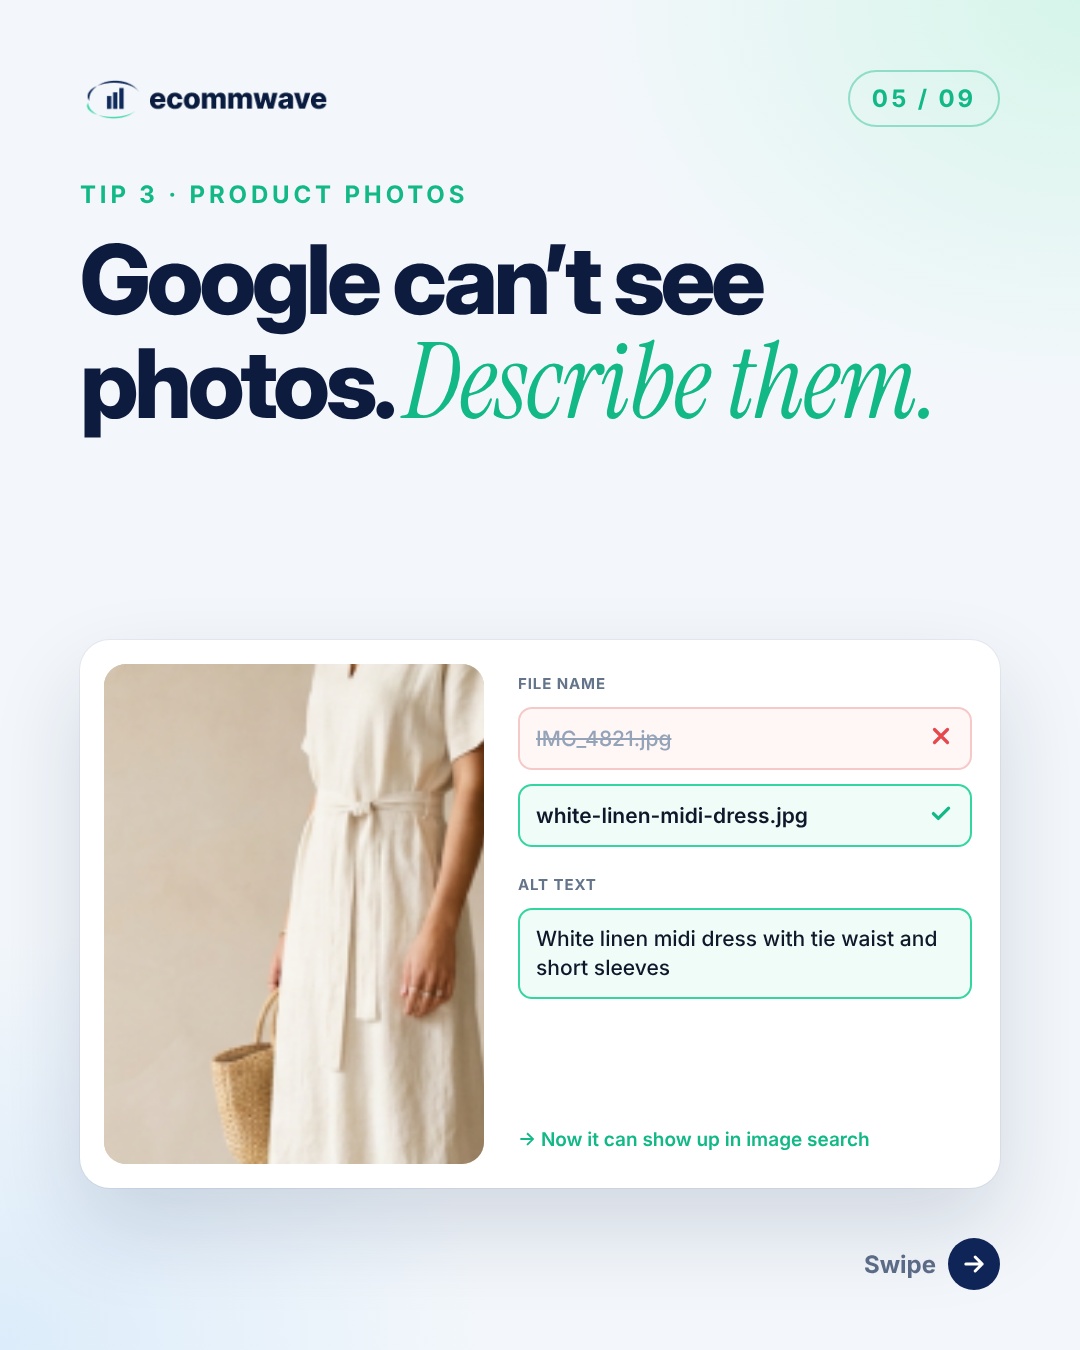 ecommwave
05 / 09
TIP 3 · PRODUCT PHOTOS
Google can’t see
photos. Describe them.
FILE NAME
IMG_4821.jpg
white-linen-midi-dress.jpg
ALT TEXT
White linen midi dress with tie waist and
short sleeves
→ Now it can show up in image search
Swipe →